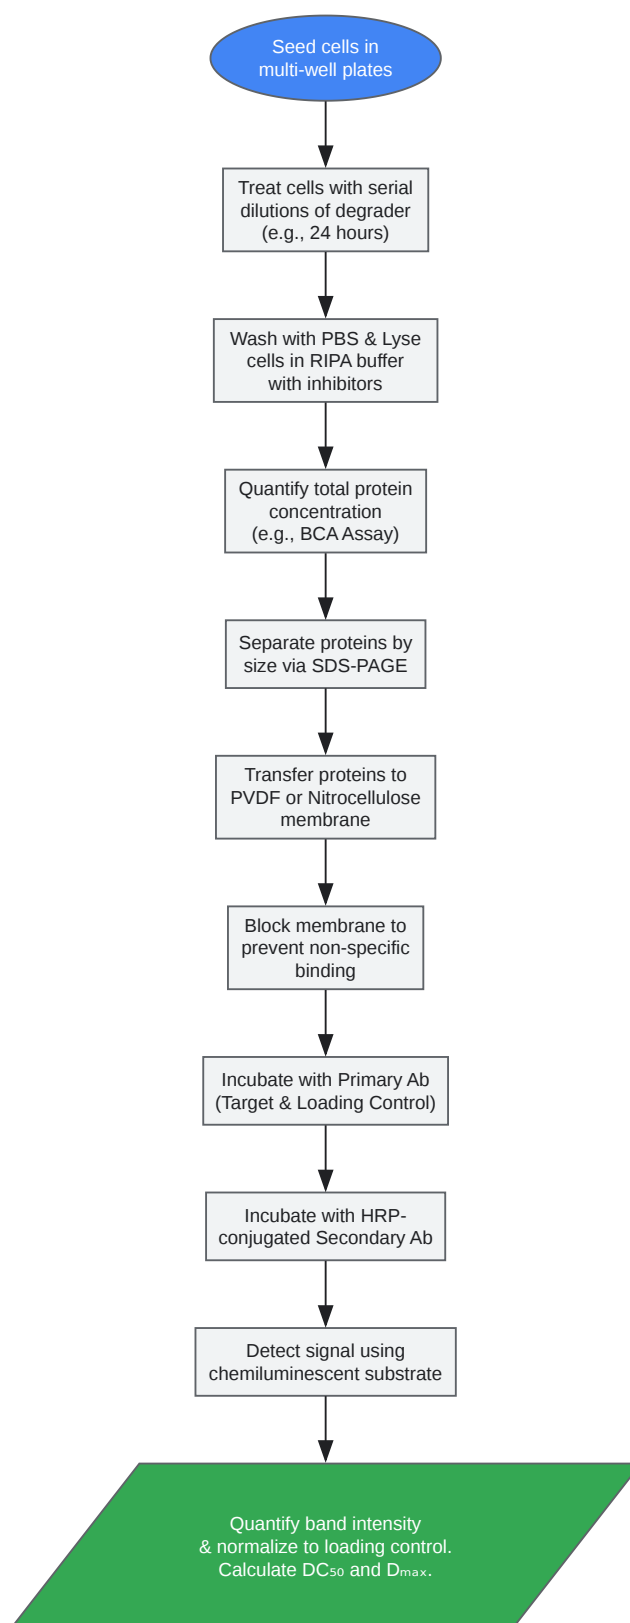 Seed cells in
multi-well plates
Treat cells with serial
dilutions of degrader
(e.g., 24 hours)
Wash with PBS & Lyse
cells in RIPA buffer
with inhibitors
Quantify total protein
concentration
(e.g., BCA Assay)
Separate proteins by
size via SDS-PAGE
Transfer proteins to
PVDF or Nitrocellulose
membrane
Block membrane to
prevent non-specific
binding
Incubate with Primary Ab
(Target & Loading Control)
Incubate with HRP-
conjugated Secondary Ab
Detect signal using
chemiluminescent substrate
Quantify band intensity
& normalize to loading control.
Calculate DC₅₀ and Dₘₐₓ.